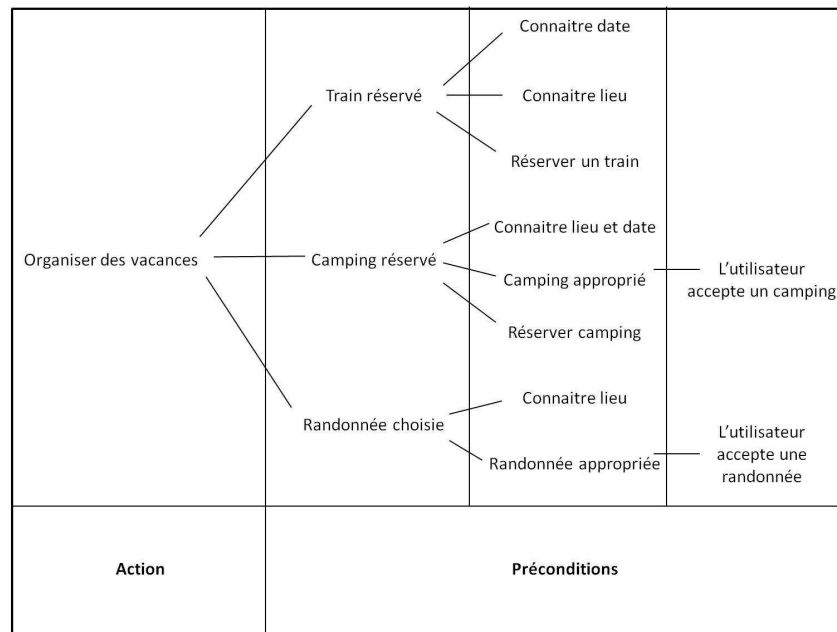 Connaitre date
Train réservé
Connaitre lieu
Réserver un train
Organiser des vacances
Camping réservé
Connaitre lieu et date
Camping approprié
L'utilisateur
accepte un camping
Réserver camping
Randonnée choisie
Connaitre lieu
Randonnée appropriée
L'utilisateur
accepte une
randonnée
Action
Préconditions